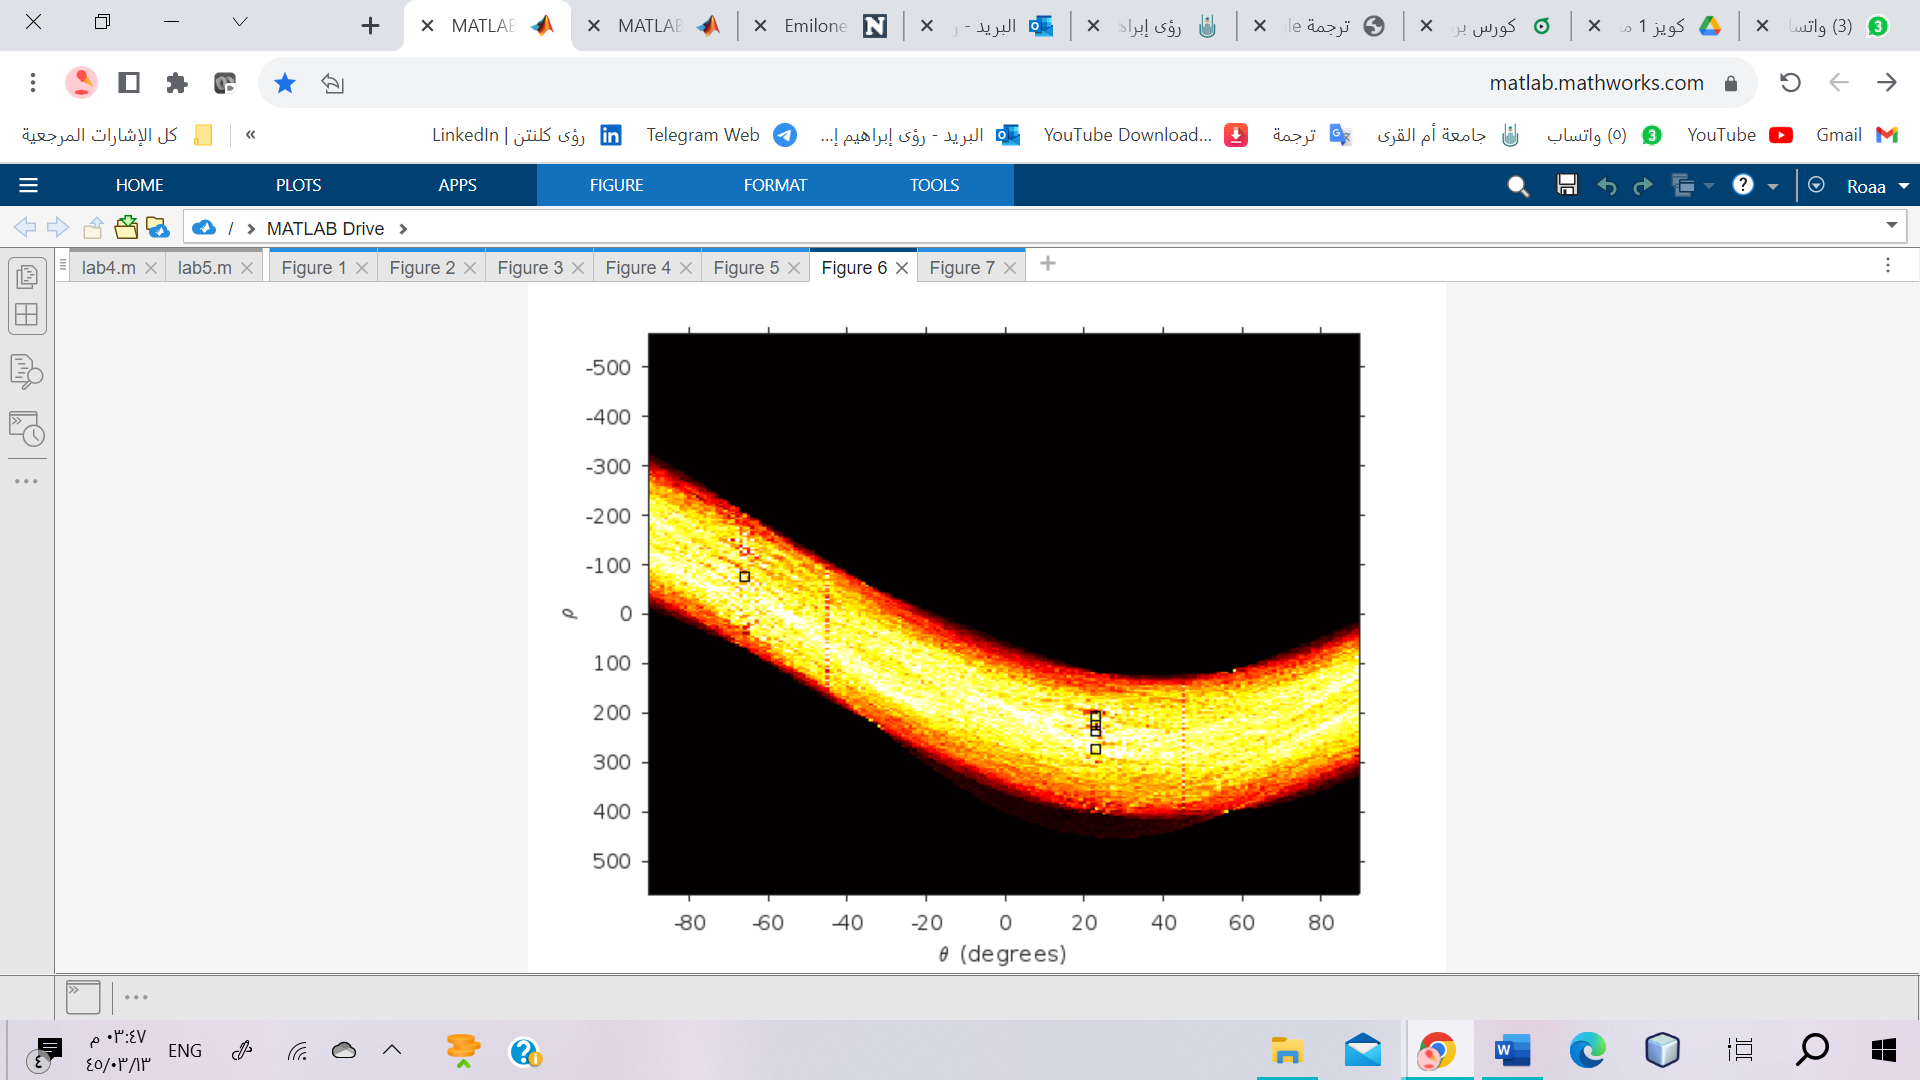 MATLAB
MATLAB
Emilone
البريد - ر
رؤى إبراه
ترجمة le
كورس بر
كويز 1 م
(3) واتسا
matlab.mathworks.com
كل الإشارات المرجعية
»
رؤى كلنتن | LinkedIn
Telegram Web
البريد - رؤى إبراهيم إ...
YouTube Download...
ترجمة
جامعة أم القرى
(٥) واتساب
YouTube
Gmail
HOME
PLOTS
APPS
FIGURE
FORMAT
TOOLS
Roaa
/ MATLAB Drive
lab4.m
lab5.m
Figure 1
Figure 2
Figure 3
Figure 4
Figure 5
Figure 6
Figure 7
-500
-400
-300
-200
-100
0
100
200
300
400
500
ρ
-80 -60 -40 -20 0 20 40 60 80
θ (degrees)
٠٣:٤٧ م
٤٥/٠٣/١٣
ENG
٤